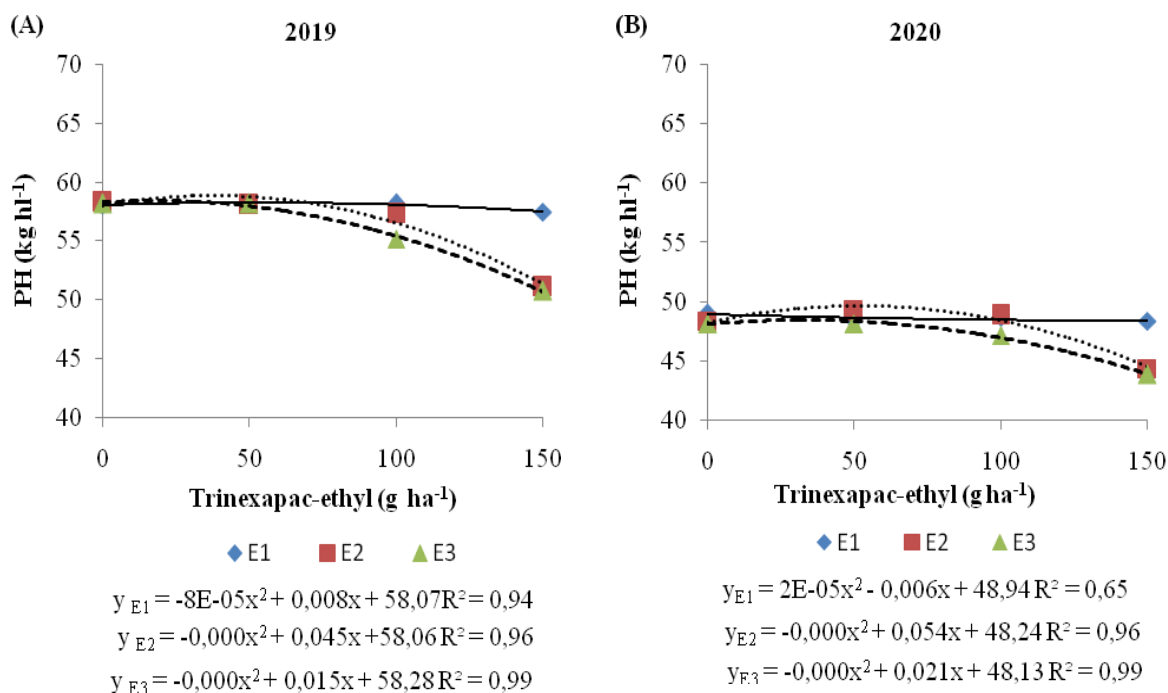 (A)
2019
70
65
60
55
50
45
40
PH (kg hl⁻¹)
0 50 100 150
Trinexapac-ethyl (g ha⁻¹)
E1 E2 E3
y E1 = -8E-05x² + 0,008x + 58,07 R² = 0,94
y E2 = -0,000x² + 0,045x +58,06 R² = 0,96
y E3 = -0,000x² + 0,015x + 58,28 R² = 0,99
(B)
2020
70
65
60
55
50
45
40
PH (kg hl⁻¹)
0 50 100 150
Trinexapac-ethyl (g ha⁻¹)
E1 E2 E3
yE1 = 2E-05x² - 0,006x + 48,94 R² = 0,65
yE2 = -0,000x² + 0,054x + 48,24 R² = 0,96
yE3 = -0,000x² + 0,021x + 48,13 R² = 0,99